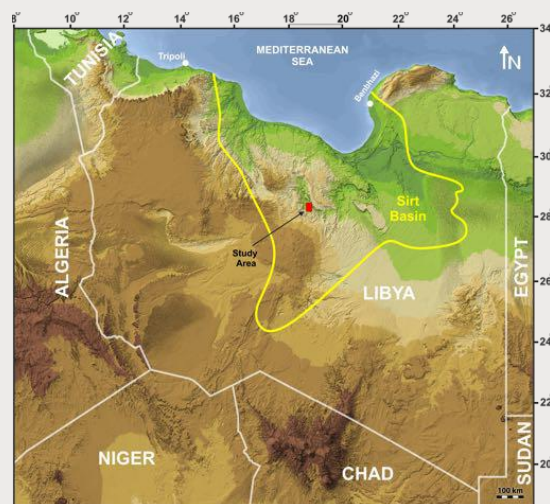 8° 10 12 14 16 18 20 22 24 26
34
32
30
28
26
24
22
20
TUNISIA
Tripoli
MEDITERRANEAN
SEA
N
Benbhazi
ALGERIA
Study
Area
Sirt
Basin
LIBYA
EGYPT
NIGER
CHAD
SUDAN
100 km